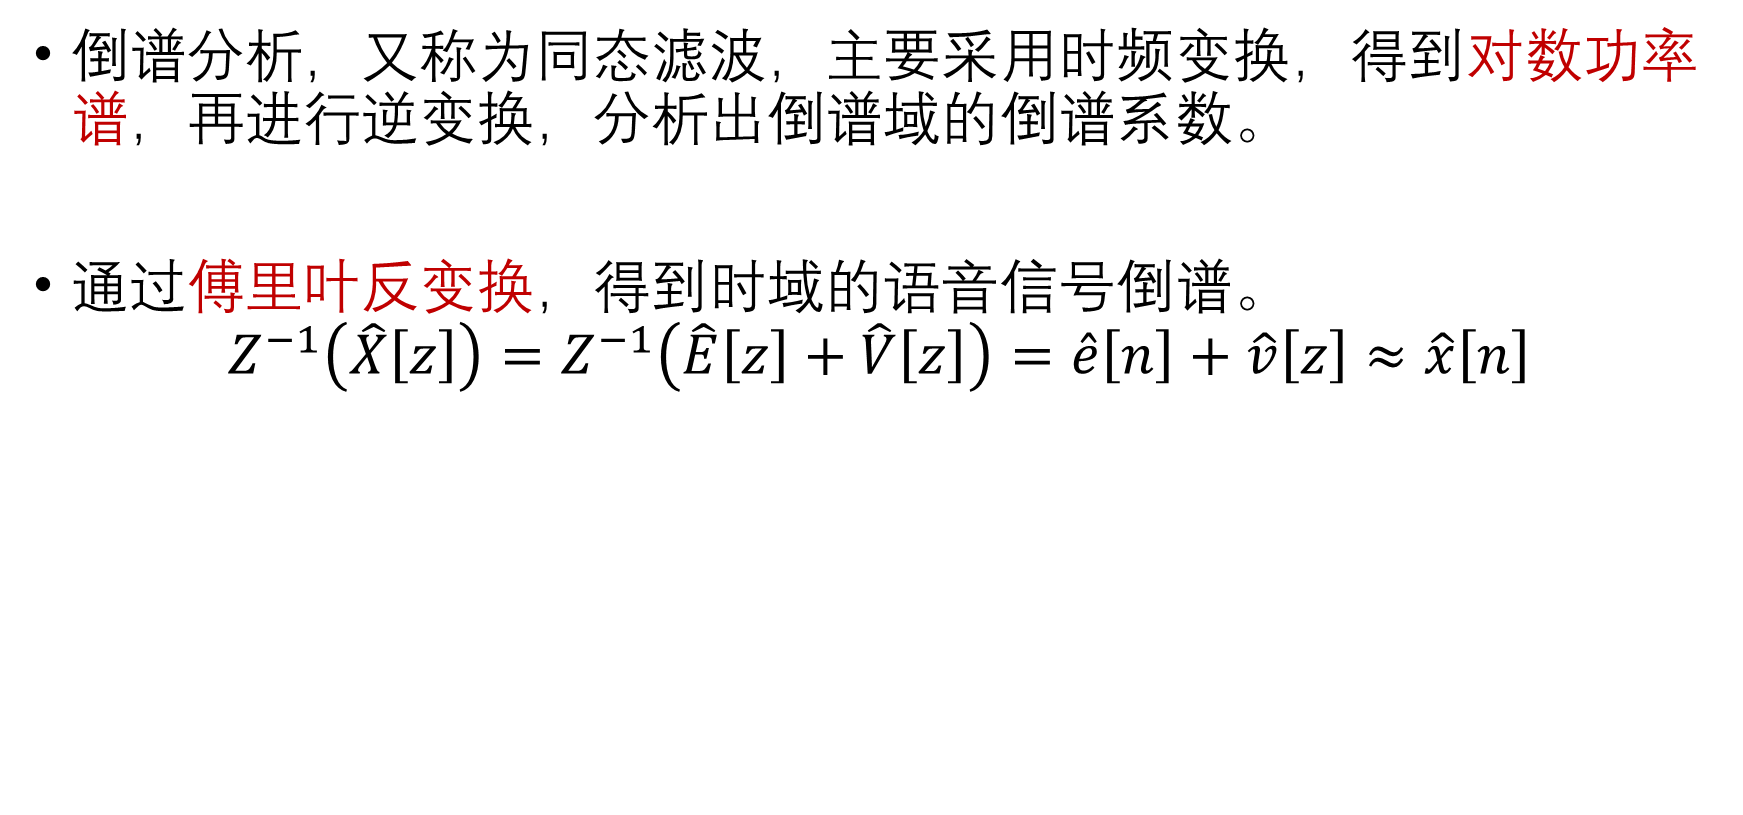 • 倒谱分析，又称为同态滤波，主要采用时频变换，得到对数功率
谱，再进行逆变换，分析出倒谱域的倒谱系数。
• 通过傅里叶反变换，得到时域的语音信号倒谱。
Z⁻¹(X̂[z]) = Z⁻¹(Ê[z] + V̂[z]) = ê[n] + v̂[z] ≈ x̂[n]